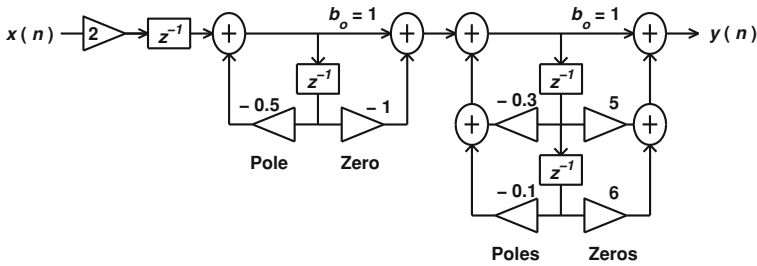 b_o = 1 b_o = 1
x(n) 2 z^{-1} + + + + y(n)
z^{-1} z^{-1}
– 0.5 – 1 – 0.3 5
+ +
Pole Zero z^{-1}
– 0.1 6
Poles Zeros